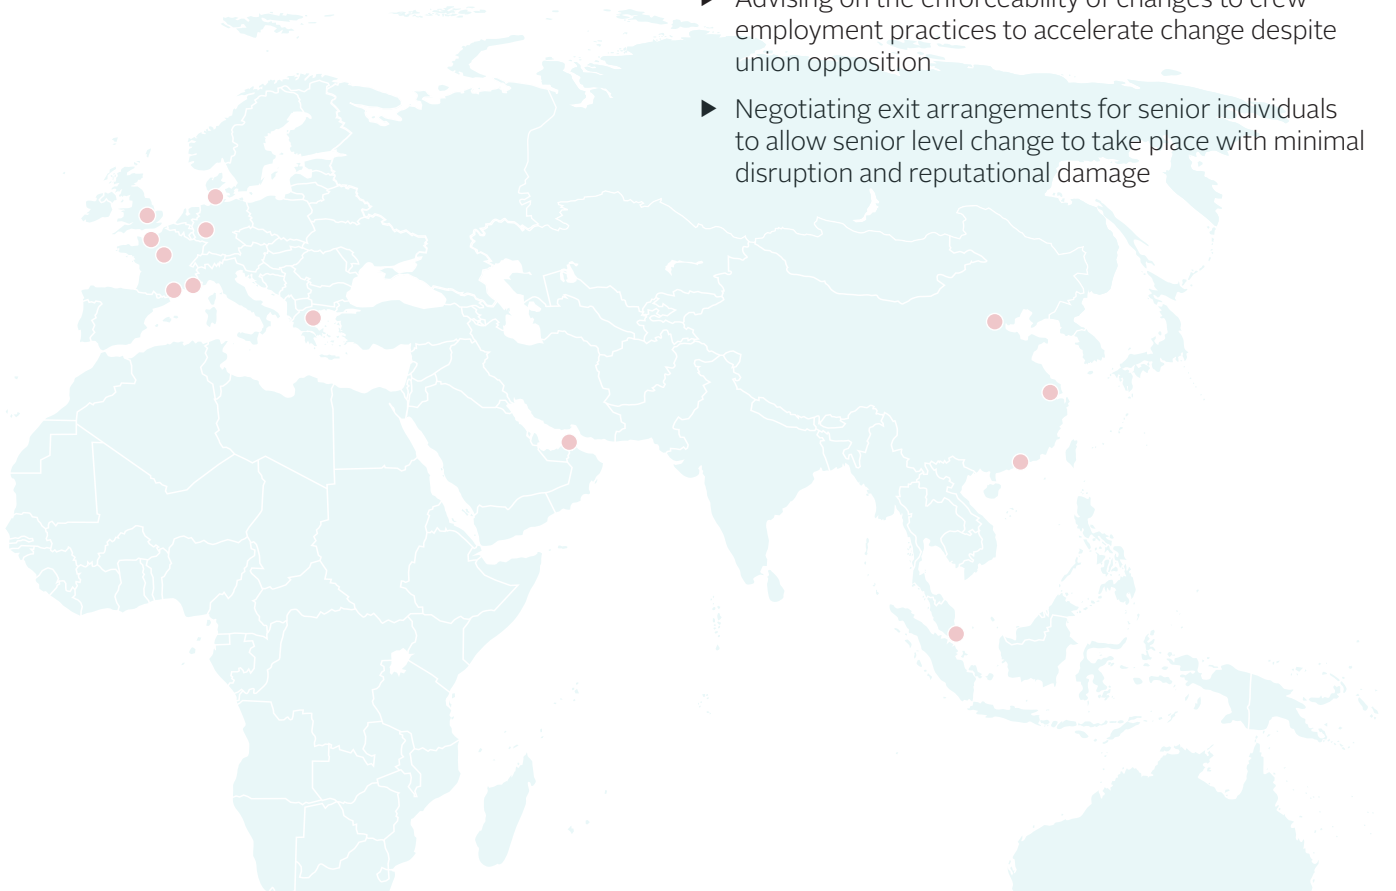 ▶ Advising on the enforceability of changes to crew
employment practices to accelerate change despite
union opposition
▶ Negotiating exit arrangements for senior individuals
to allow senior level change to take place with minimal
disruption and reputational damage